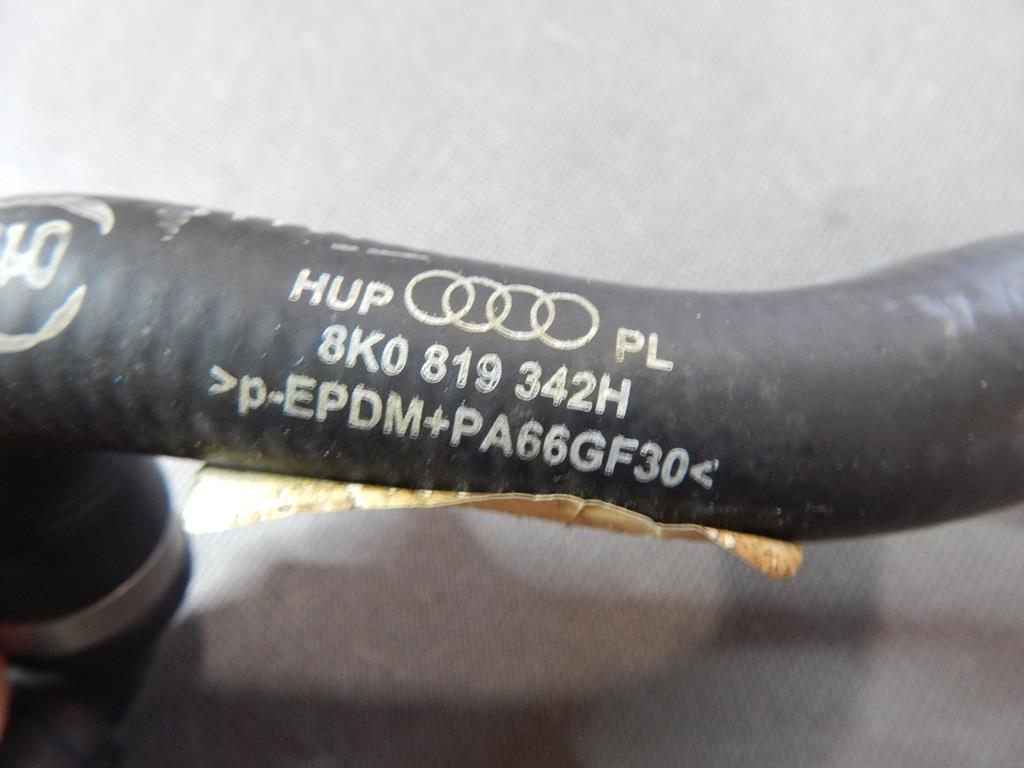 HUP PL
8K0 819 342H
>p-EPDM+PA66GF30<